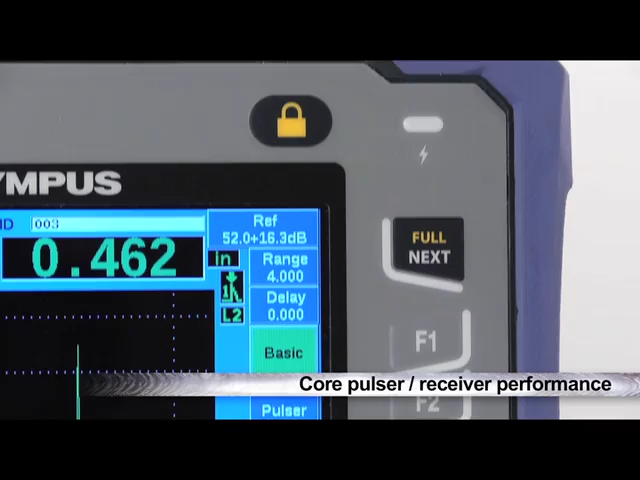 YMPUS
ID 003
Ref
52.0+16.3dB
0.462 in
Range
4.000
Delay
0.000
L2
Basic
Pulser
FULL
NEXT
F1
F2
Core pulser / receiver performance